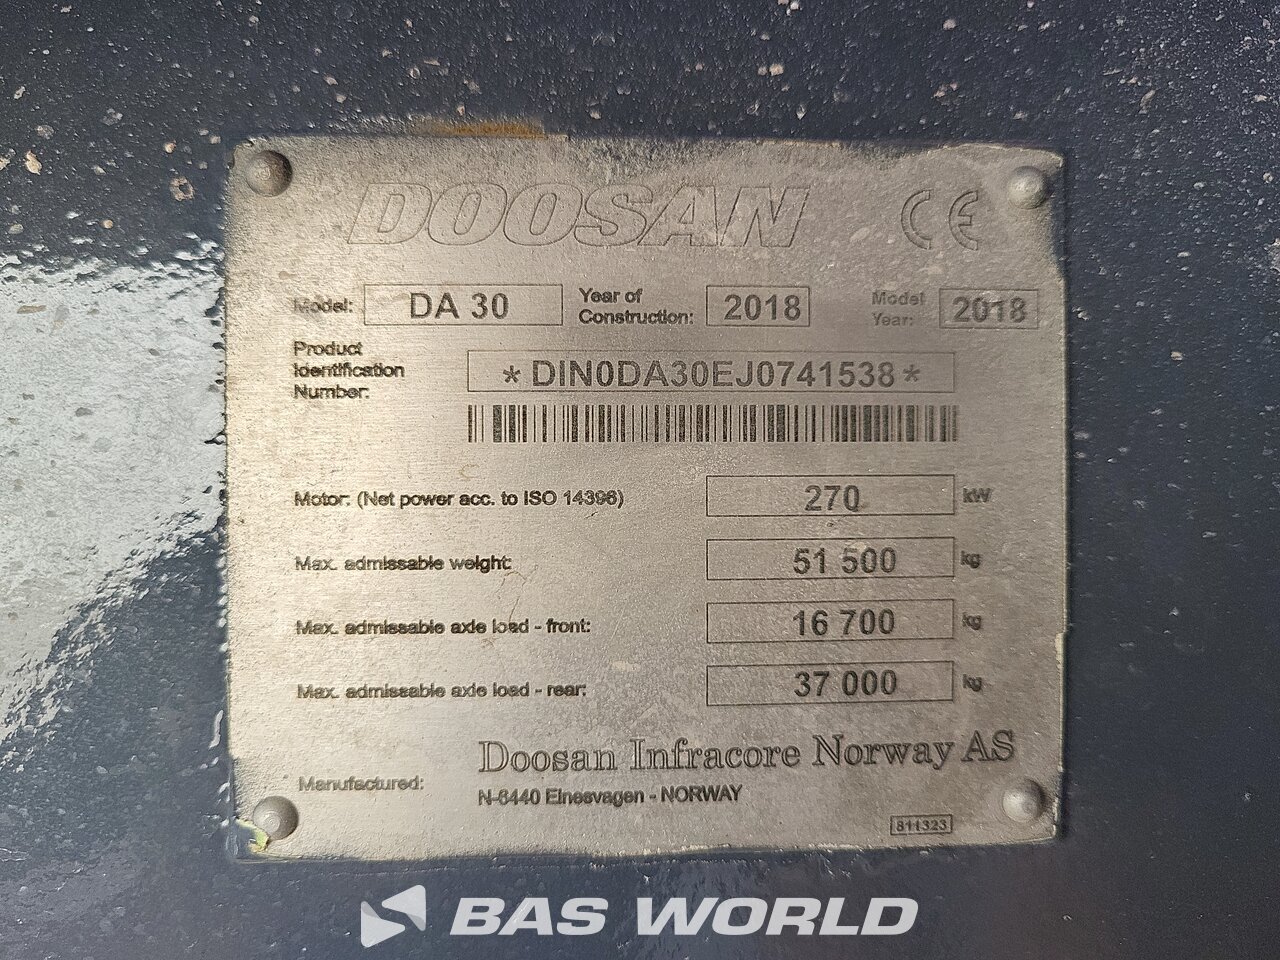 DOOSAN CE
Model: DA 30 Year of Construction: 2018 Model Year: 2018
Product Identification Number: *DIN0DA30EJ0741538*
Motor: (Net power acc. to ISO 14396) 270 kW
Max. admissable weight: 51 500 kg
Max. admissable axle load - front: 16 700 kg
Max. admissable axle load - rear: 37 000 kg
Manufactured: Doosan Infracore Norway AS
N-6440 Elnesvagen - NORWAY
811323
BAS WORLD